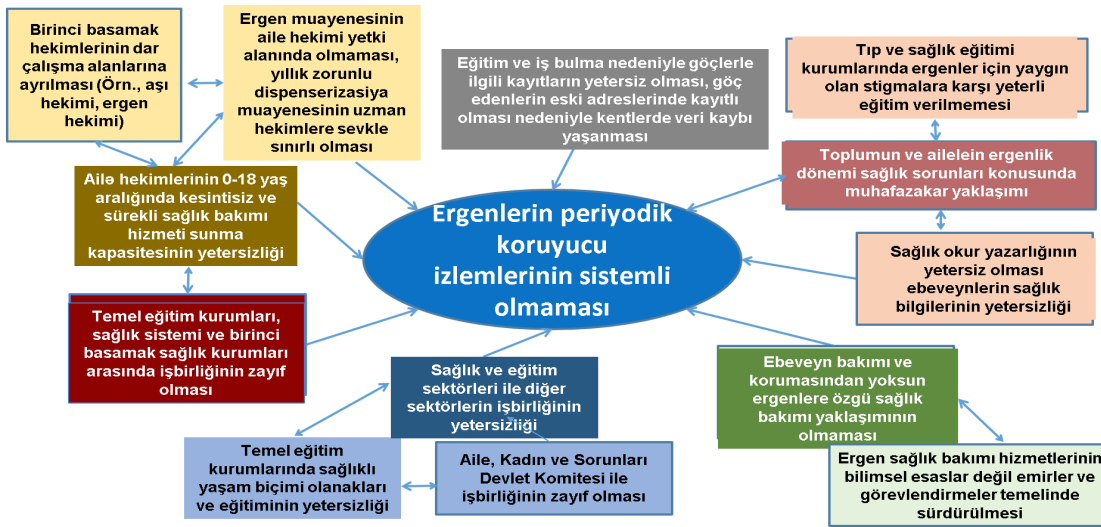 Birinci basamak
hekimlerinin dar
çalışma alanlarına
ayrılması (Örn., aşı
hekimi, ergen
hekimi)
Ergen muayenesinin
aile hekimi yetki
alanında olmaması,
yıllık zorunlu
dispenserizasiya
muayenesinin uzman
hekimlere sevkle
sınırlı olması
Eğitim ve iş bulma nedeniyle göçlerle
ilgili kayıtların yetersiz olması, göç
edenlerin eski adreslerinde kayıtlı
olması nedeniyle kentlerde veri kaybı
yaşanması
Tıp ve sağlık eğitimi
kurumlarında ergenler için yaygın
olan stigmalara karşı yeterli
eğitim verilmemesi
Ailə hekimlerinin 0-18 yaş
aralığında kesintisiz ve
sürekli sağlık bakımı
hizmeti sunma
kapasitesinin yetersizliği
Toplumun ve ailelein ergenlik
dönemi sağlık sorunları konusunda
muhafazakar yaklaşımı
Ergenlerin periyodik
koruyucu
izlemlerinin sistemli
olmaması
Sağlık okur yazarlığının
yetersiz olması
ebeveynlerin sağlık
bilgilerinin yetersizliği
Temel eğitim kurumları,
sağlık sistemi ve birinci
basamak sağlık kurumları
arasında işbirliğinin zayıf
olması
Sağlık ve eğitim
sektörleri ile diğer
sektörlerin işbirliğinin
yetersizliği
Ebeveyn bakımı ve
korumasından yoksun
ergenlere özgü sağlık
bakımı yaklaşımının
olmaması
Temel eğitim
kurumlarında sağlıklı
yaşam biçimi olanakları
ve eğitiminin yetersizliği
Aile, Kadın ve Sorunları
Devlet Komitesi ile
işbirliğinin zayıf olması
Ergen sağlık bakımı hizmetlerinin
bilimsel esaslar değil emirler ve
görevlendirmeler temelinde
sürdürülmesi